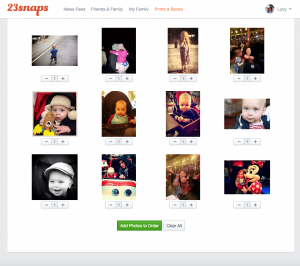 23snaps
News Feed Friends & Family My Family Prints & Books Lucy
− 1 + − 1 + − 1 + − 1 +
− 1 + − 1 + − 1 + − 1 +
− 1 + − 1 + − 1 + − 1 +
Add Photos to Order Clear All